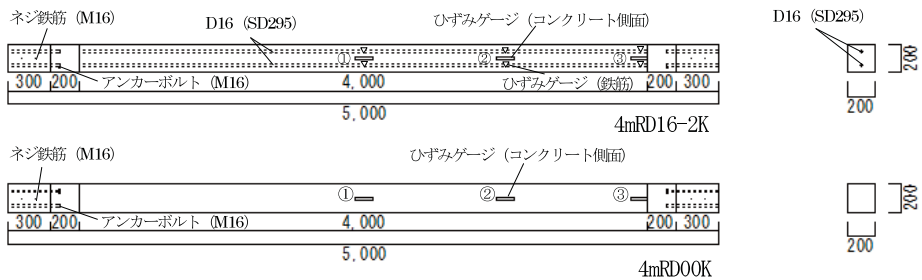 ネジ鉄筋 (M16)
D16 (SD295)
ひずみゲージ (コンクリート側面)
D16 (SD295)
① ② ③
アンカーボルト (M16)
ひずみゲージ (鉄筋)
300 200 4,000 200 300
200
200
5,000
4mRD16-2K
ネジ鉄筋 (M16)
ひずみゲージ (コンクリート側面)
① ② ③
アンカーボルト (M16)
300 200 4,000 200 300
200
200
5,000
4mRD00K